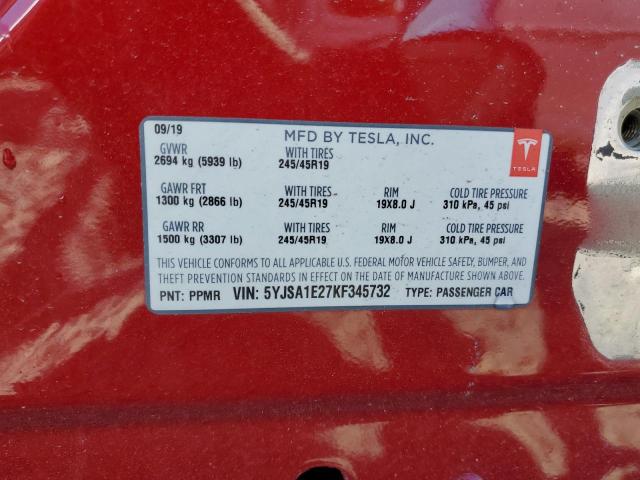 09/19 MFD BY TESLA, INC.
GVWR WITH TIRES
2694 kg (5939 lb) 245/45R19
TESLA
GAWR FRT WITH TIRES RIM COLD TIRE PRESSURE
1300 kg (2866 lb) 245/45R19 19X8.0 J 310 kPa, 45 psi
GAWR RR WITH TIRES RIM COLD TIRE PRESSURE
1500 kg (3307 lb) 245/45R19 19X8.0 J 310 kPa, 45 psi
THIS VEHICLE CONFORMS TO ALL APPLICABLE U.S. FEDERAL MOTOR VEHICLE SAFETY, BUMPER, AND
THEFT PREVENTION STANDARDS IN EFFECT ON THE DATE OF MANUFACTURE SHOWN ABOVE.
PNT: PPMR VIN: 5YJSA1E27KF345732 TYPE: PASSENGER CAR